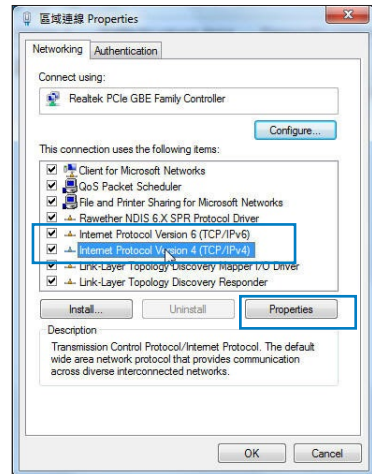 區域連線 Properties
Networking Authentication
Connect using:
Realtek PCIe GBE Family Controller
Configure...
This connection uses the following items:
Client for Microsoft Networks
QoS Packet Scheduler
File and Printer Sharing for Microsoft Networks
Rawether NDIS 6.X SPR Protocol Driver
Internet Protocol Version 6 (TCP/IPv6)
Internet Protocol Version 4 (TCP/IPv4)
Link-Layer Topology Discovery Mapper I/O Driver
Link-Layer Topology Discovery Responder
Install... Uninstall Properties
Description
Transmission Control Protocol/Internet Protocol. The default
wide area network protocol that provides communication
across diverse interconnected networks.
OK Cancel